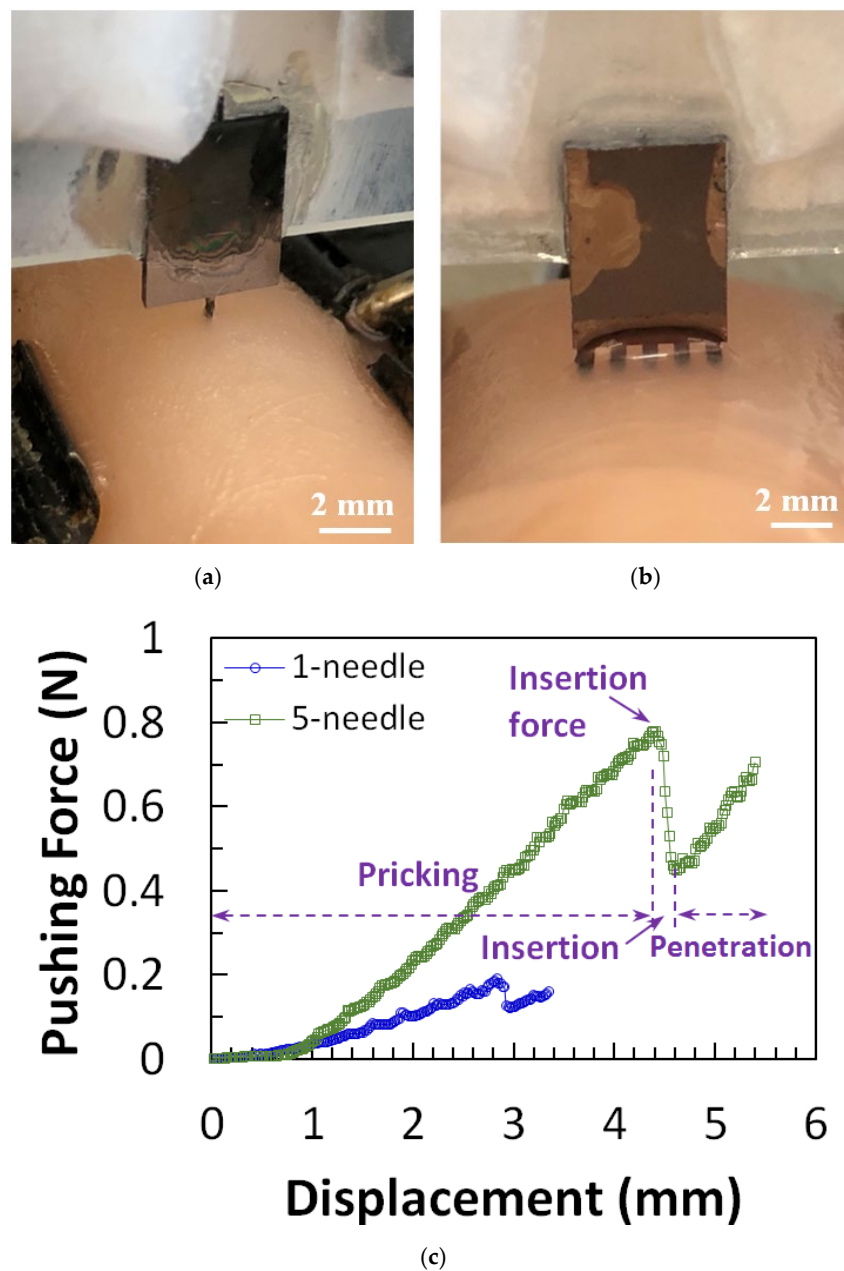 2 mm
2 mm
(a)
(b)
1
0.8
0.6
0.4
0.2
0
Pushing Force (N)
1-needle
5-needle
Insertion
force
Pricking
Insertion
Penetration
0 1 2 3 4 5 6
Displacement (mm)
(c)